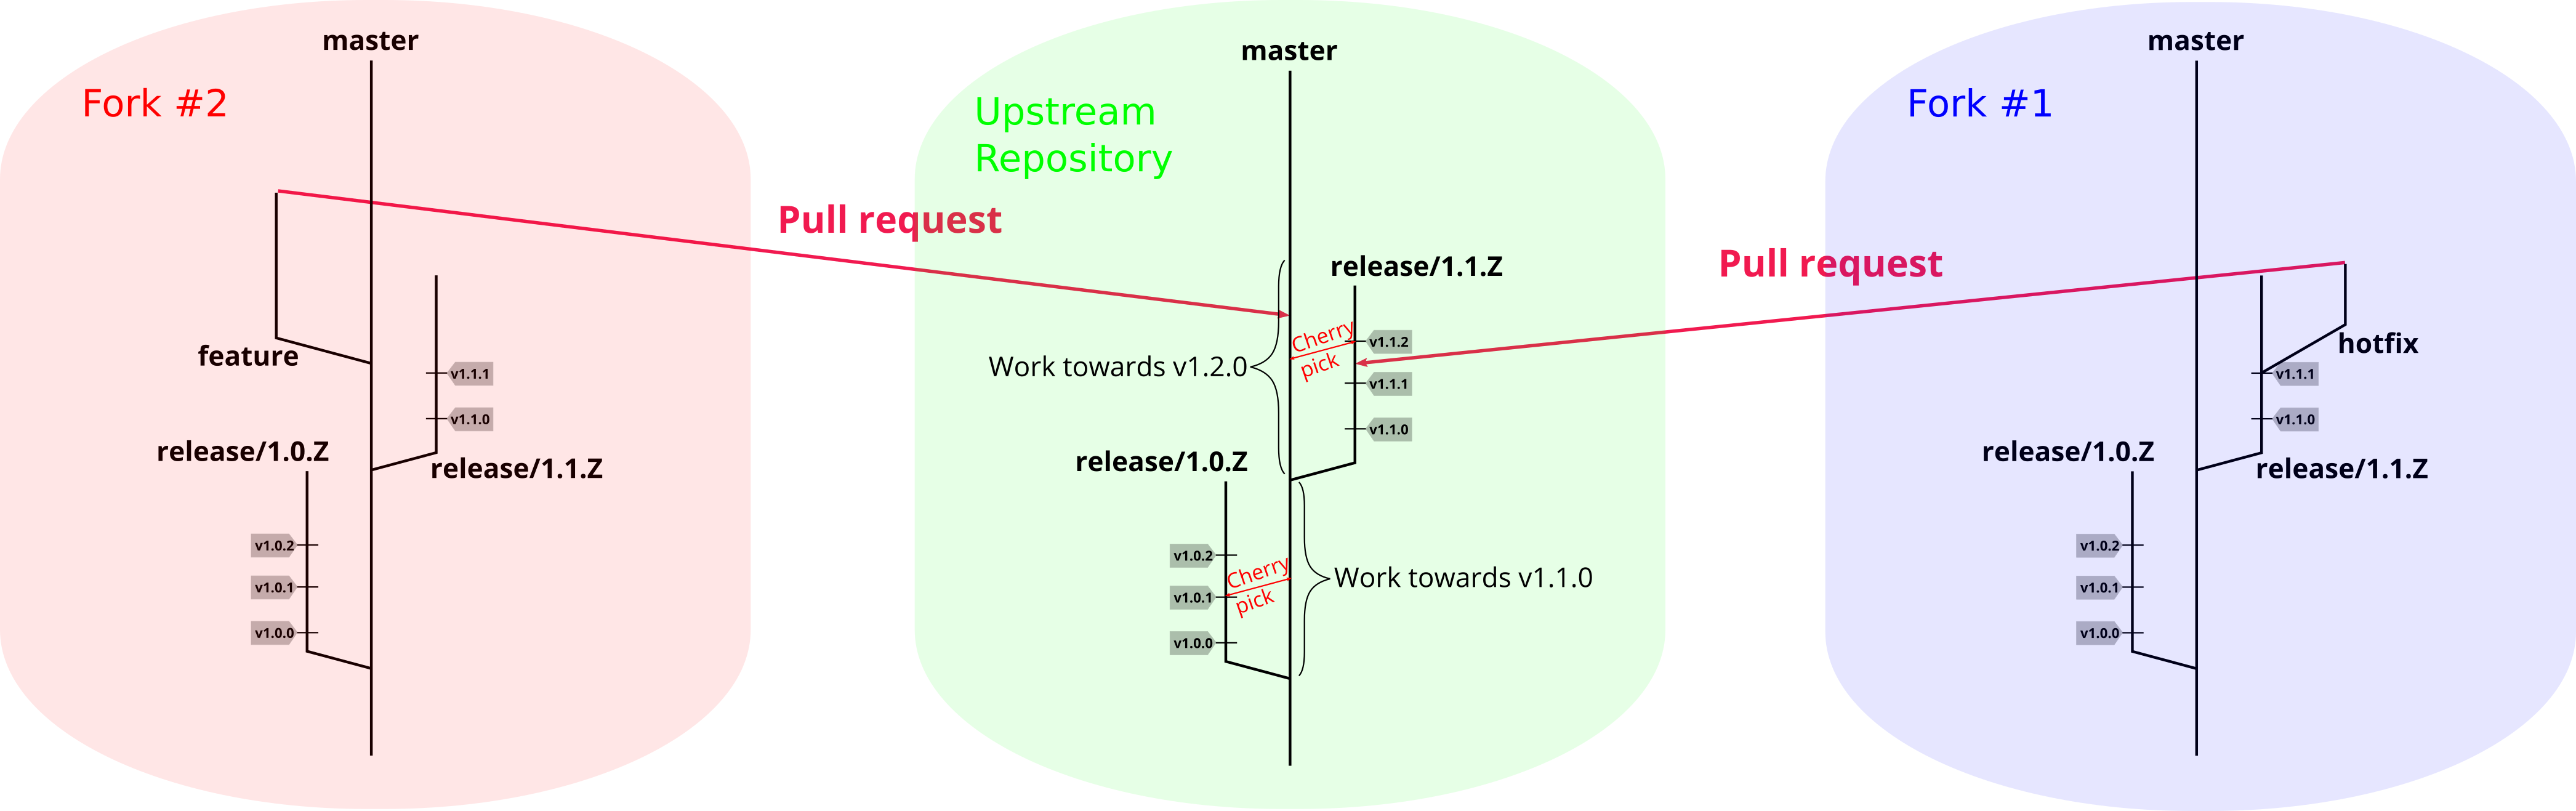 master
Fork #2
feature
v1.1.1
v1.1.0
release/1.0.Z
release/1.1.Z
v1.0.2
v1.0.1
v1.0.0
Pull request
master
Upstream
Repository
release/1.1.Z
Cherry
pick
v1.1.2
Work towards v1.2.0
v1.1.1
v1.1.0
release/1.0.Z
v1.0.2
Cherry
pick
Work towards v1.1.0
v1.0.1
v1.0.0
Pull request
master
Fork #1
hotfix
v1.1.1
v1.1.0
release/1.0.Z
release/1.1.Z
v1.0.2
v1.0.1
v1.0.0